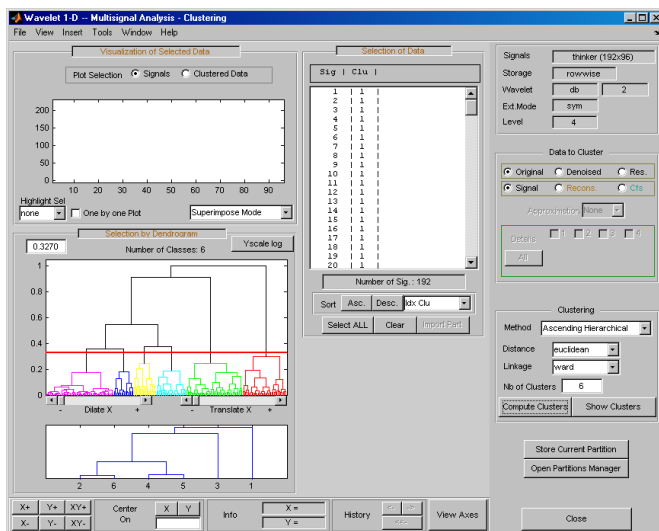 Wavelet 1-D -- Multisignal Analysis - Clustering
File View Insert Tools Window Help
Visualization of Selected Data
Plot Selection Signals Clustered Data
200
150
100
50
0
10 20 30 40 50 60 70 80 90
Highlight Sel
none One by one Plot Superimpose Mode
Selection by Dendrogram
0.3270 Number of Classes: 6 Yscale log
1
0.8
0.6
0.4
0.2
0
- Dilate X + - Translate X +
2 6 4 5 3 1
Selection of Data
Sig | Clu |
1 | 1 |
2 | 1 |
3 | 1 |
4 | 1 |
5 | 1 |
6 | 1 |
7 | 1 |
8 | 1 |
9 | 1 |
10 | 1 |
11 | 1 |
12 | 1 |
13 | 1 |
14 | 1 |
15 | 1 |
16 | 1 |
17 | 1 |
18 | 1 |
19 | 1 |
20 | 1 |
Number of Sig. : 192
Sort Asc. Desc. Idx Clu
Select ALL Clear Import Part
Signals thinker (192x96)
Storage rowwise
Wavelet db 2
Ext.Mode sym
Level 4
Data to Cluster
Original Denoised Res.
Signal Recons. Cfs
Approximation None
Details 1 2 3 4
All
Clustering
Method Ascending Hierarchical
Distance euclidean
Linkage ward
Nb of Clusters 6
Compute Clusters Show Clusters
Store Current Partition
Open Partitions Manager
Close
X+ Y+ XY+
X- Y- XY-
Center
On
X Y
Info
X =
Y =
History
<- ->
<<-
View Axes